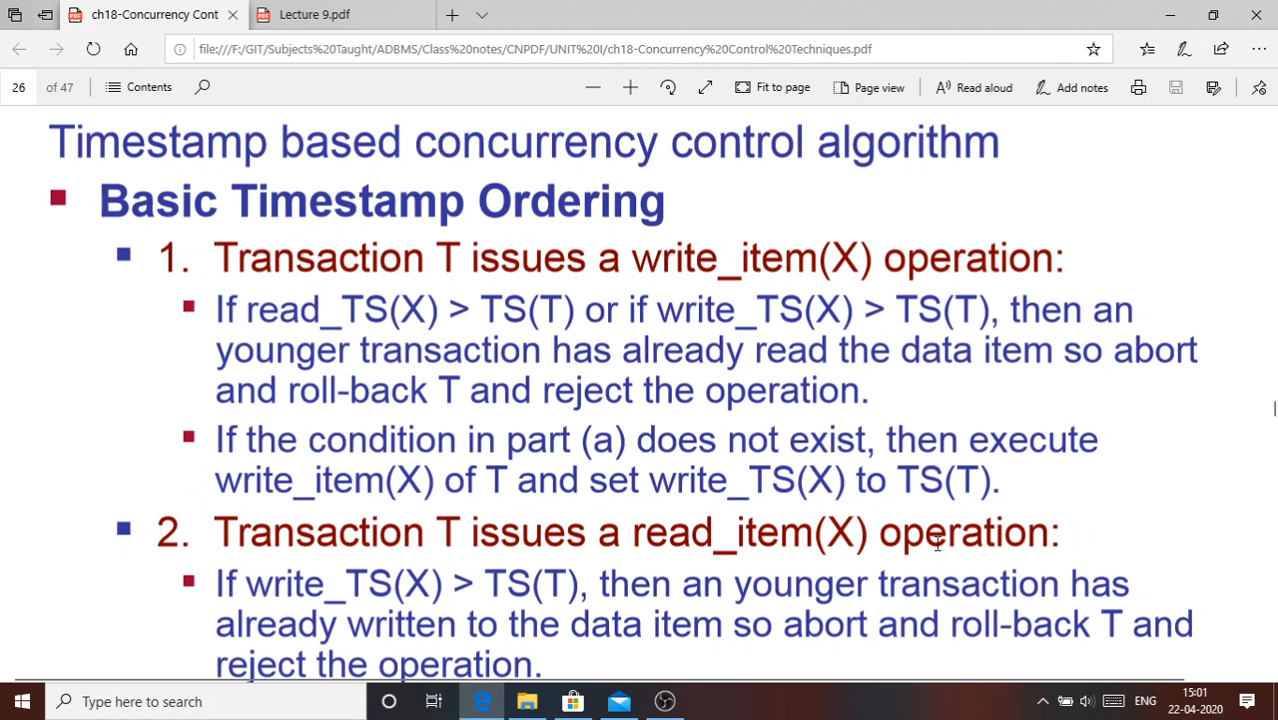 ch18-Concurrency Cont
Lecture 9.pdf
file:///F:/GIT/Subjects%20Taught/ADBMS/Class%20notes/CNPDF/UNIT%20I/ch18-Concurrency%20Control%20Techniques.pdf
26 of 47 Contents Fit to page Page view Read aloud Add notes
Timestamp based concurrency control algorithm
Basic Timestamp Ordering
1. Transaction T issues a write_item(X) operation:
If read_TS(X) > TS(T) or if write_TS(X) > TS(T), then an
younger transaction has already read the data item so abort
and roll-back T and reject the operation.
If the condition in part (a) does not exist, then execute
write_item(X) of T and set write_TS(X) to TS(T).
2. Transaction T issues a read_item(X) operation:
If write_TS(X) > TS(T), then an younger transaction has
already written to the data item so abort and roll-back T and
reject the operation.
Type here to search
ENG
15:01
22-04-2020